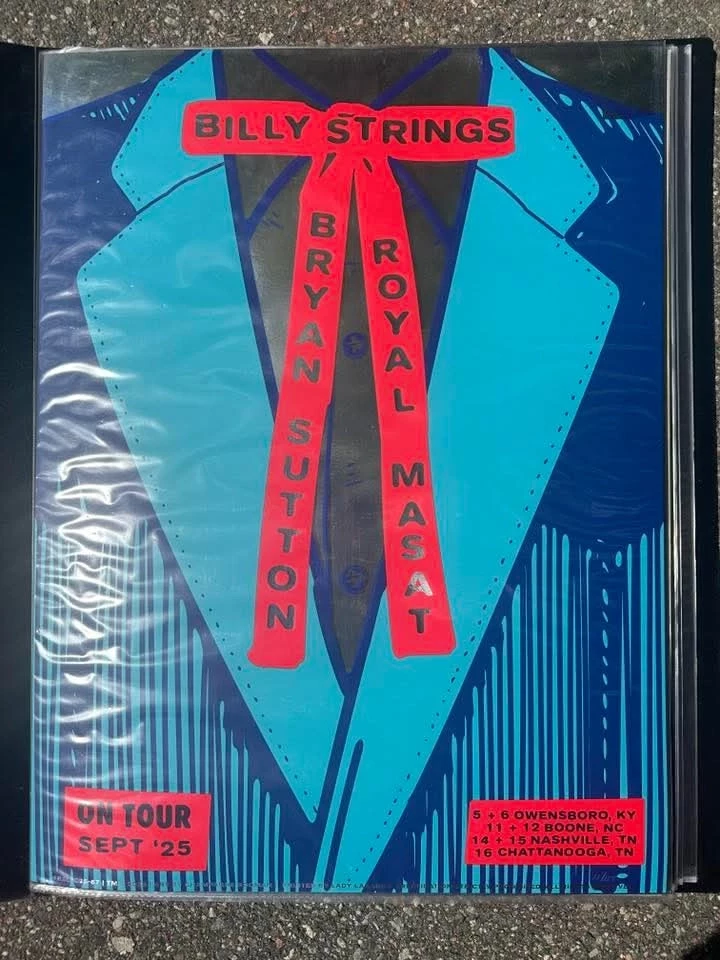 BILLY STRINGS
BRYAN SUTTON
ROYAL MASAT
ON TOUR
SEPT '25
5 + 6 OWENSBORO, KY
11 + 12 BOONE, NC
14 + 15 NASHVILLE, TN
16 CHATTANOOGA, TN